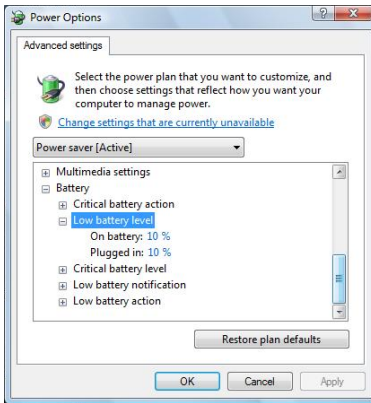 Power Options
Advanced settings
Select the power plan that you want to customize, and
then choose settings that reflect how you want your
computer to manage power.
Change settings that are currently unavailable
Power saver [Active]
Multimedia settings
Battery
Critical battery action
Low battery level
On battery: 10 %
Plugged in: 10 %
Critical battery level
Low battery notification
Low battery action
Restore plan defaults
OK
Cancel
Apply